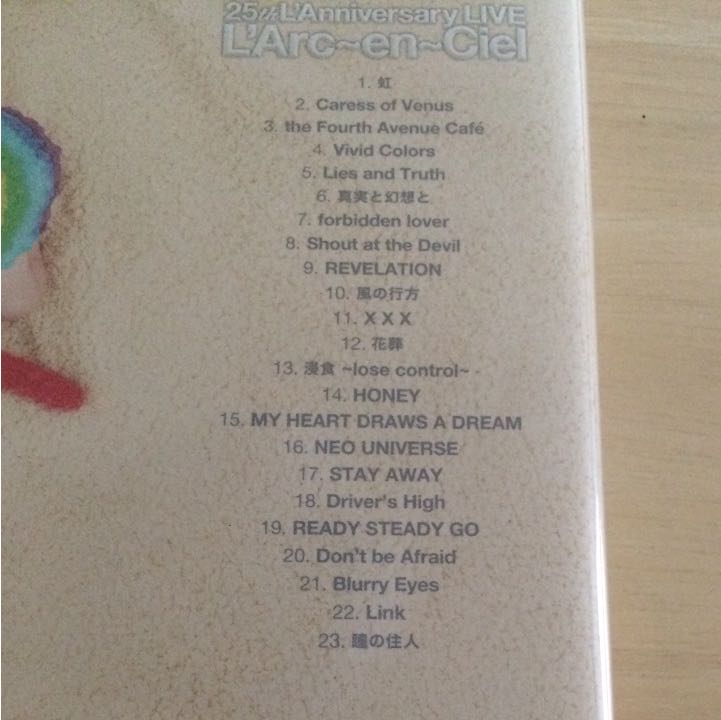 25th L'Anniversary LIVE
L'Arc~en~Ciel
1. 虹
2. Caress of Venus
3. the Fourth Avenue Café
4. Vivid Colors
5. Lies and Truth
6. 真実と幻想と
7. forbidden lover
8. Shout at the Devil
9. REVELATION
10. 風の行方
11. X X X
12. 花葬
13. 浸食 ~lose control~
14. HONEY
15. MY HEART DRAWS A DREAM
16. NEO UNIVERSE
17. STAY AWAY
18. Driver's High
19. READY STEADY GO
20. Don't be Afraid
21. Blurry Eyes
22. Link
23.瞳の住人